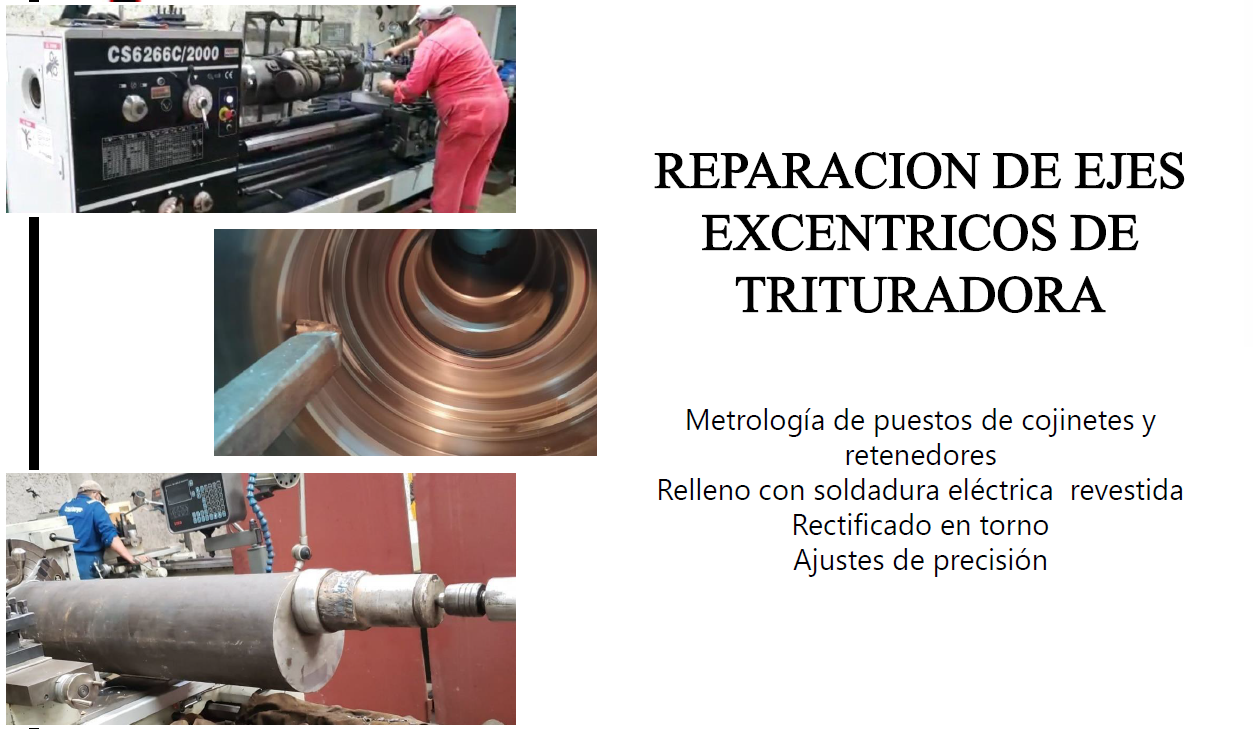 CS6266C/2000
REPARACION DE EJES
EXCENTRICOS DE
TRITURADORA
Metrología de puestos de cojinetes y
retenedores
Relleno con soldadura eléctrica  revestida
Rectificado en torno
Ajustes de precisión